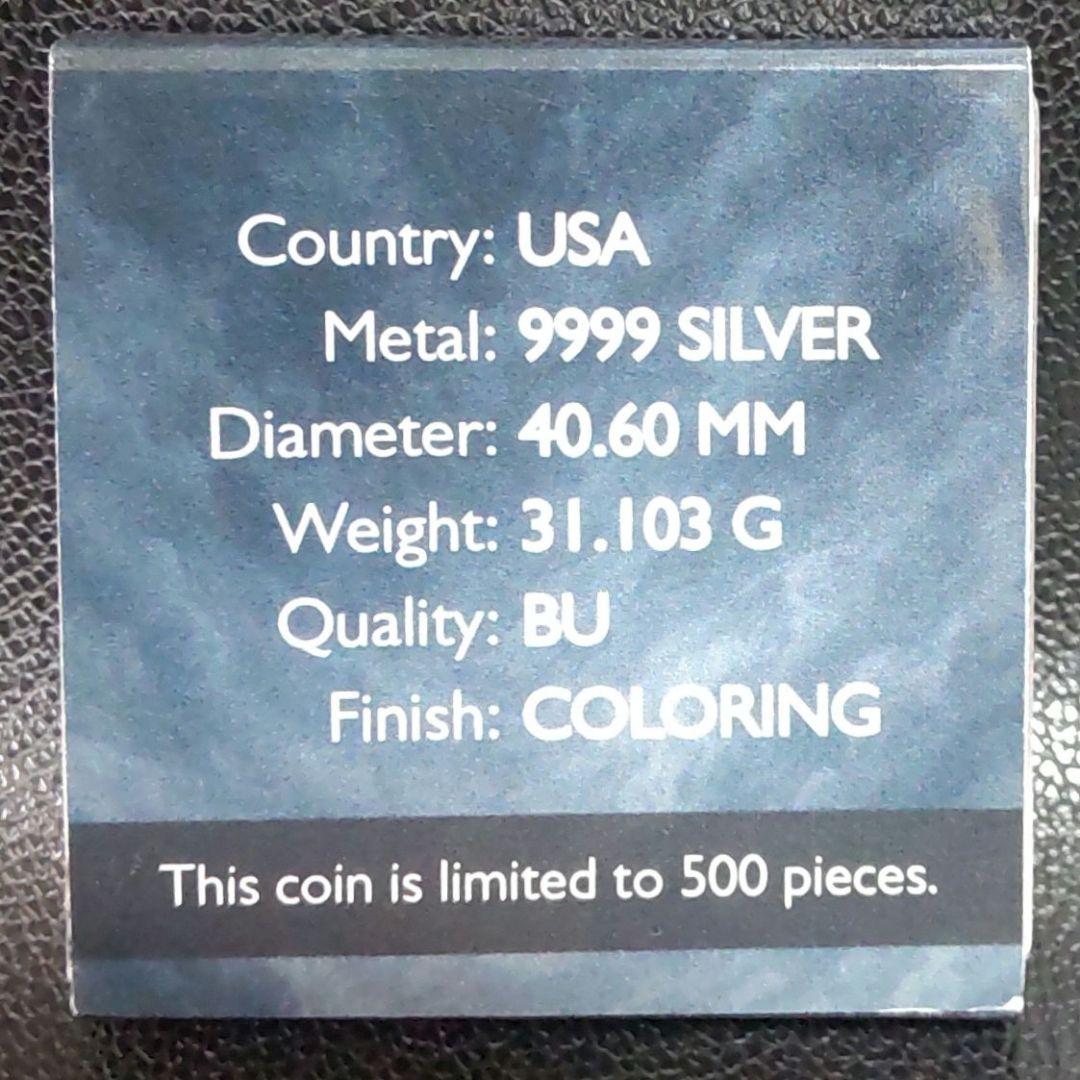 Country: USA
Metal: 9999 SILVER
Diameter: 40.60 MM
Weight: 31.103 G
Quality: BU
Finish: COLORING
This coin is limited to 500 pieces.